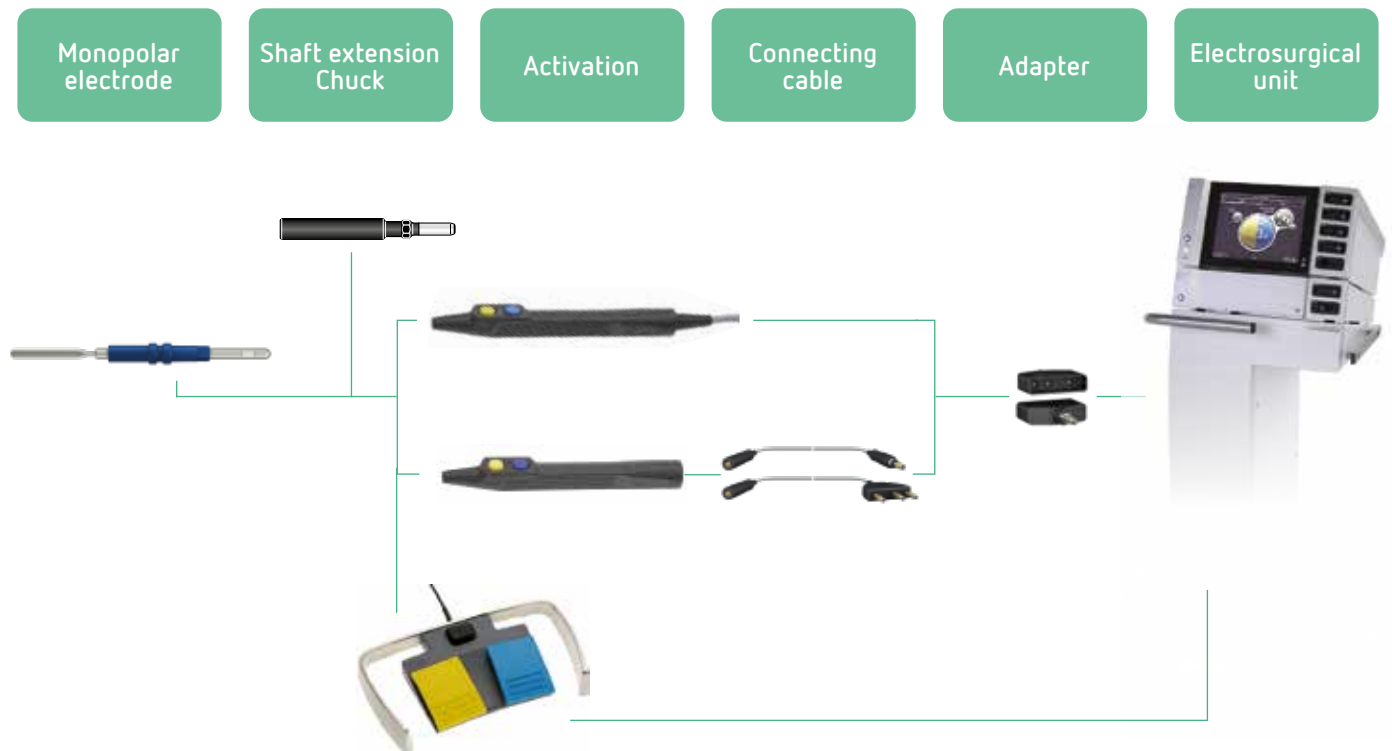 Monopolar
electrode
Shaft extension
Chuck
Activation
Connecting
cable
Adapter
Electrosurgical
unit